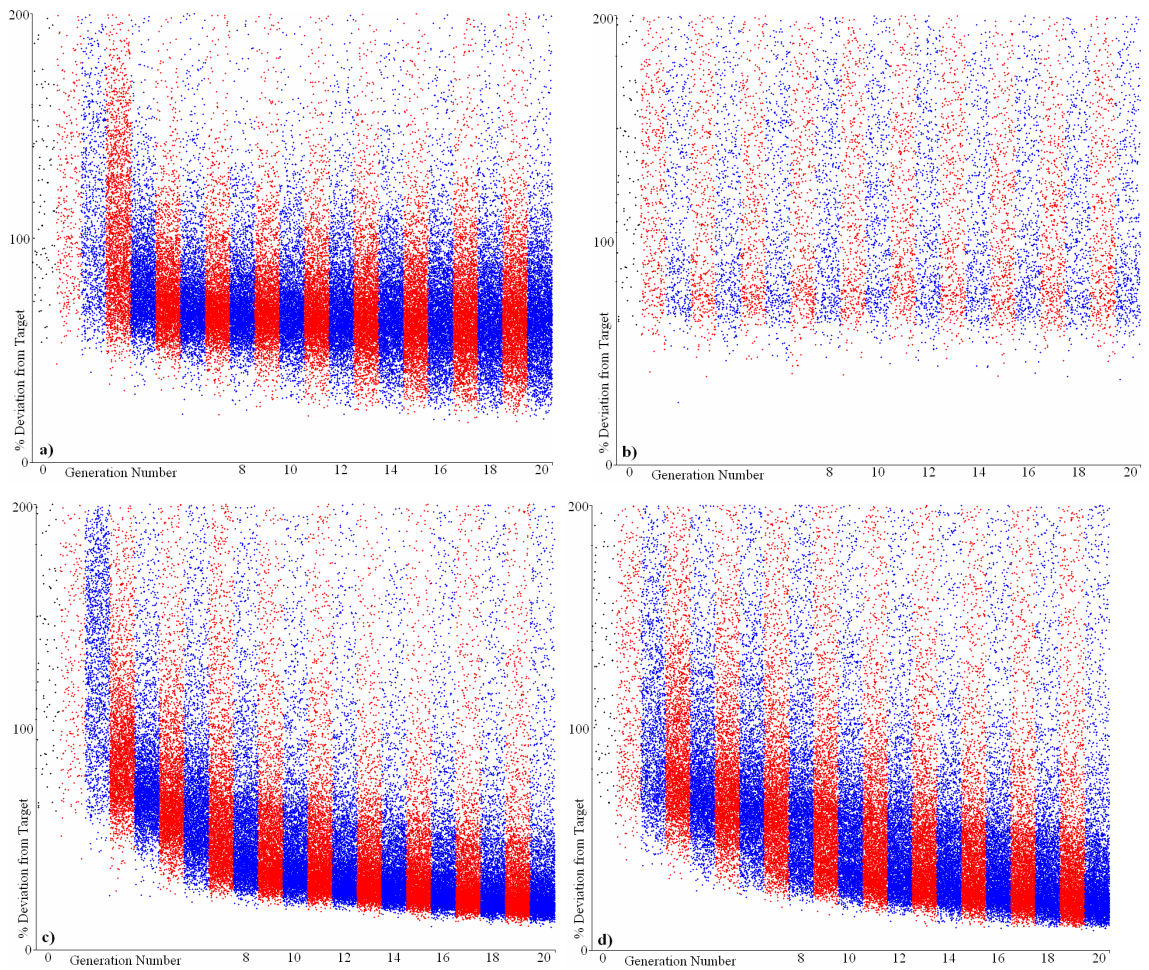 200
100
0
% Deviation from Target
a)
0 Generation Number 8 10 12 14 16 18 20
200
100
0
% Deviation from Target
b)
0 Generation Number 8 10 12 14 16 18 20
200
100
0
% Deviation from Target
c)
0 Generation Number 8 10 12 14 16 18 20
200
100
0
% Deviation from Target
d)
0 Generation Number 8 10 12 14 16 18 20